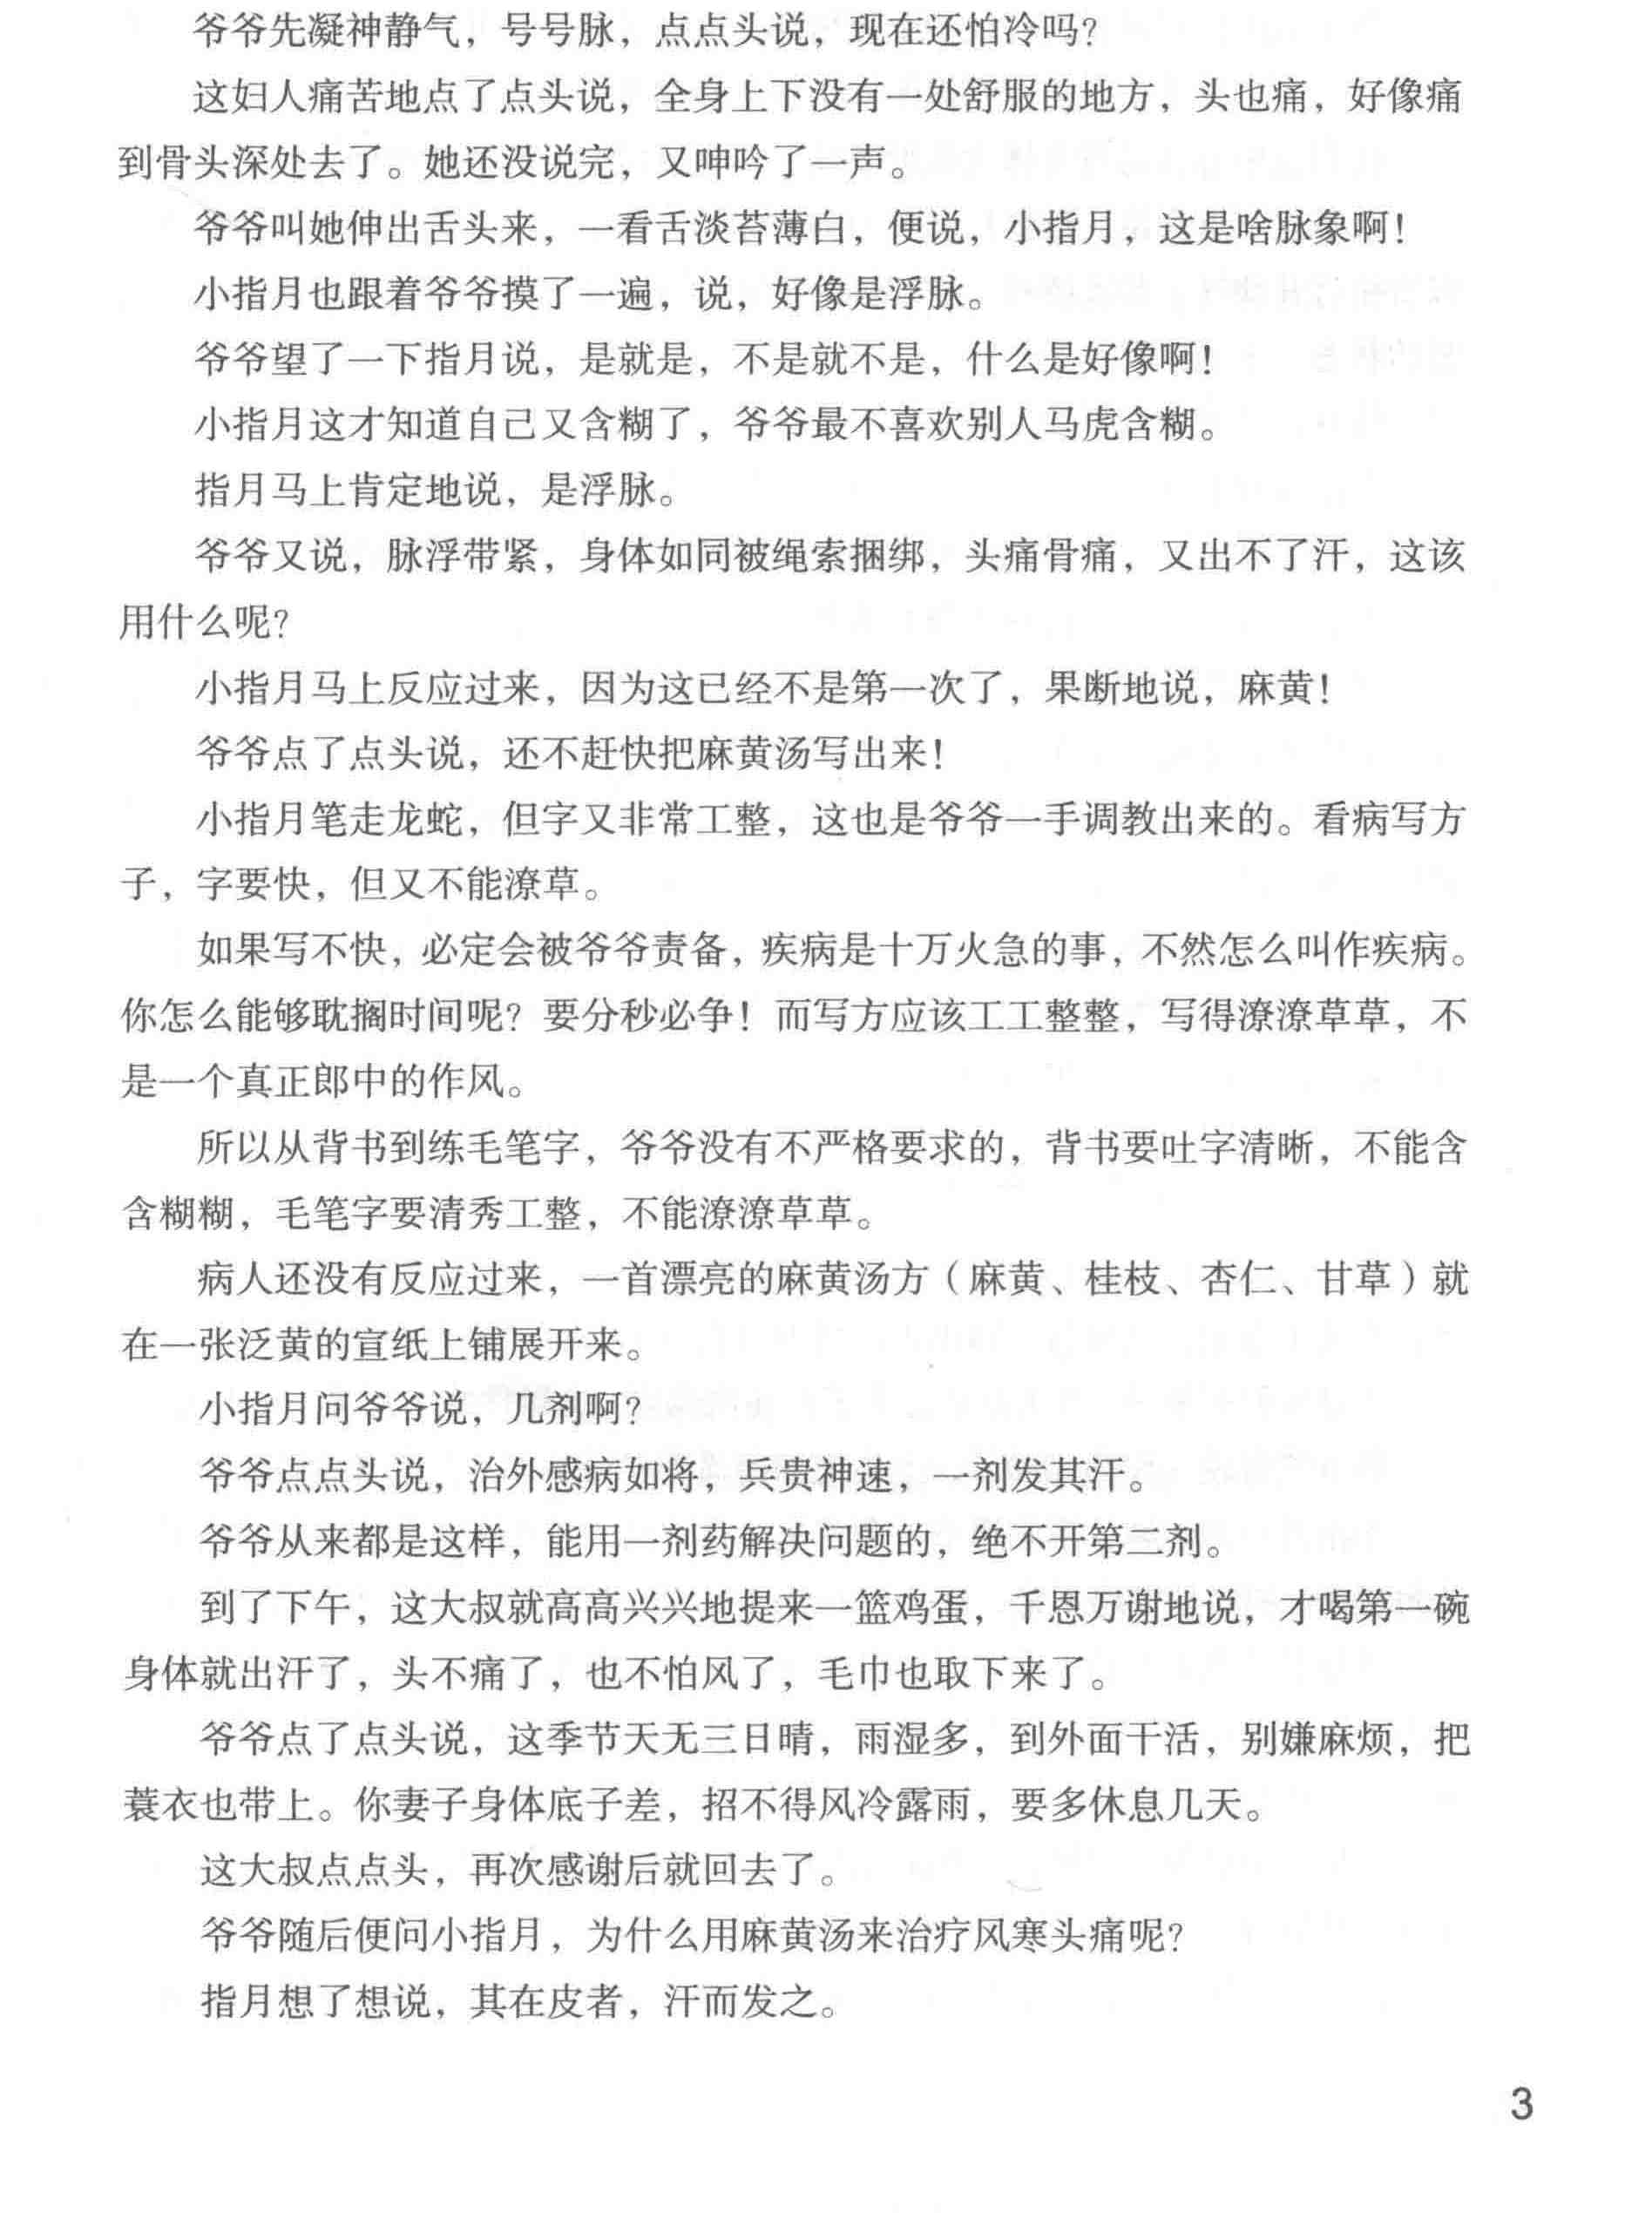 爷爷先凝神静气，号号脉，点点头说，现在还怕冷吗？
这妇人痛苦地点了点头说，全身上下没有一处舒服的地方，头也痛，好像痛
到骨头深处去了。她还没说完，又呻吟了一声。
爷爷叫她伸出舌头来，一看舌淡苔薄白，便说，小指月，这是啥脉象啊！
小指月也跟着爷爷摸了一遍，说，好像是浮脉。
爷爷望了一下指月说，是就是，不是就不是，什么是好像啊！
小指月这才知道自己又含糊了，爷爷最不喜欢别人马虎含糊。
指月马上肯定地说，是浮脉。
爷爷又说，脉浮带紧，身体如同被绳索捆绑，头痛骨痛，又出不了汗，这该
用什么呢？
小指月马上反应过来，因为这已经不是第一次了，果断地说，麻黄！
爷爷点了点头说，还不赶快把麻黄汤写出来！
小指月笔走龙蛇，但字又非常工整，这也是爷爷一手调教出来的。看病写方
子，字要快，但又不能潦草。
如果写不快，必定会被爷爷责备，疾病是十万火急的事，不然怎么叫作疾病。
你怎么能够耽搁时间呢？要分秒必争！而写方应该工工整整，写得潦潦草草，不
是一个真正郎中的作风。
所以从背书到练毛笔字，爷爷没有不严格要求的，背书要吐字清晰，不能含
含糊糊，毛笔字要清秀工整，不能潦潦草草。
病人还没有反应过来，一首漂亮的麻黄汤方（麻黄、桂枝、杏仁、甘草）就
在一张泛黄的宣纸上铺展开来。
小指月问爷爷说，几剂啊？
爷爷点点头说，治外感病如将，兵贵神速，一剂发其汗。
爷爷从来都是这样，能用一剂药解决问题的，绝不开第二剂。
到了下午，这大叔就高高兴兴地提来一篮鸡蛋，千恩万谢地说，才喝第一碗
身体就出汗了，头不痛了，也不怕风了，毛巾也取下来了。
爷爷点了点头说，这季节天无三日晴，雨湿多，到外面干活，别嫌麻烦，把
蓑衣也带上。你妻子身体底子差，招不得风冷露雨，要多休息几天。
这大叔点点头，再次感谢后就回去了。
爷爷随后便问小指月，为什么用麻黄汤来治疗风寒头痛呢？
指月想了想说，其在皮者，汗而发之。
3